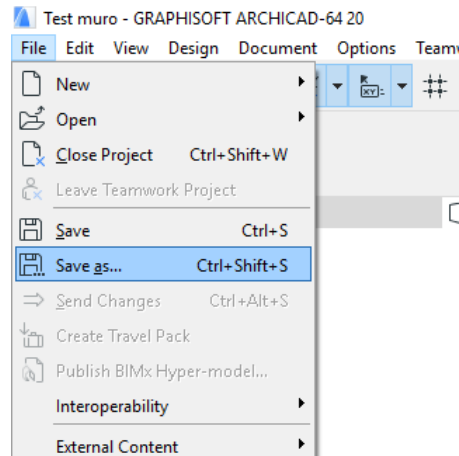 Test muro - GRAPHISOFT ARCHICAD-64 20
File Edit View Design Document Options
New
Open
Close Project Ctrl+Shift+W
Leave Teamwork Project
Save Ctrl+S
Save as... Ctrl+Shift+S
Send Changes Ctrl+Alt+S
Create Travel Pack
Publish BIMx Hyper-model...
Interoperability
External Content